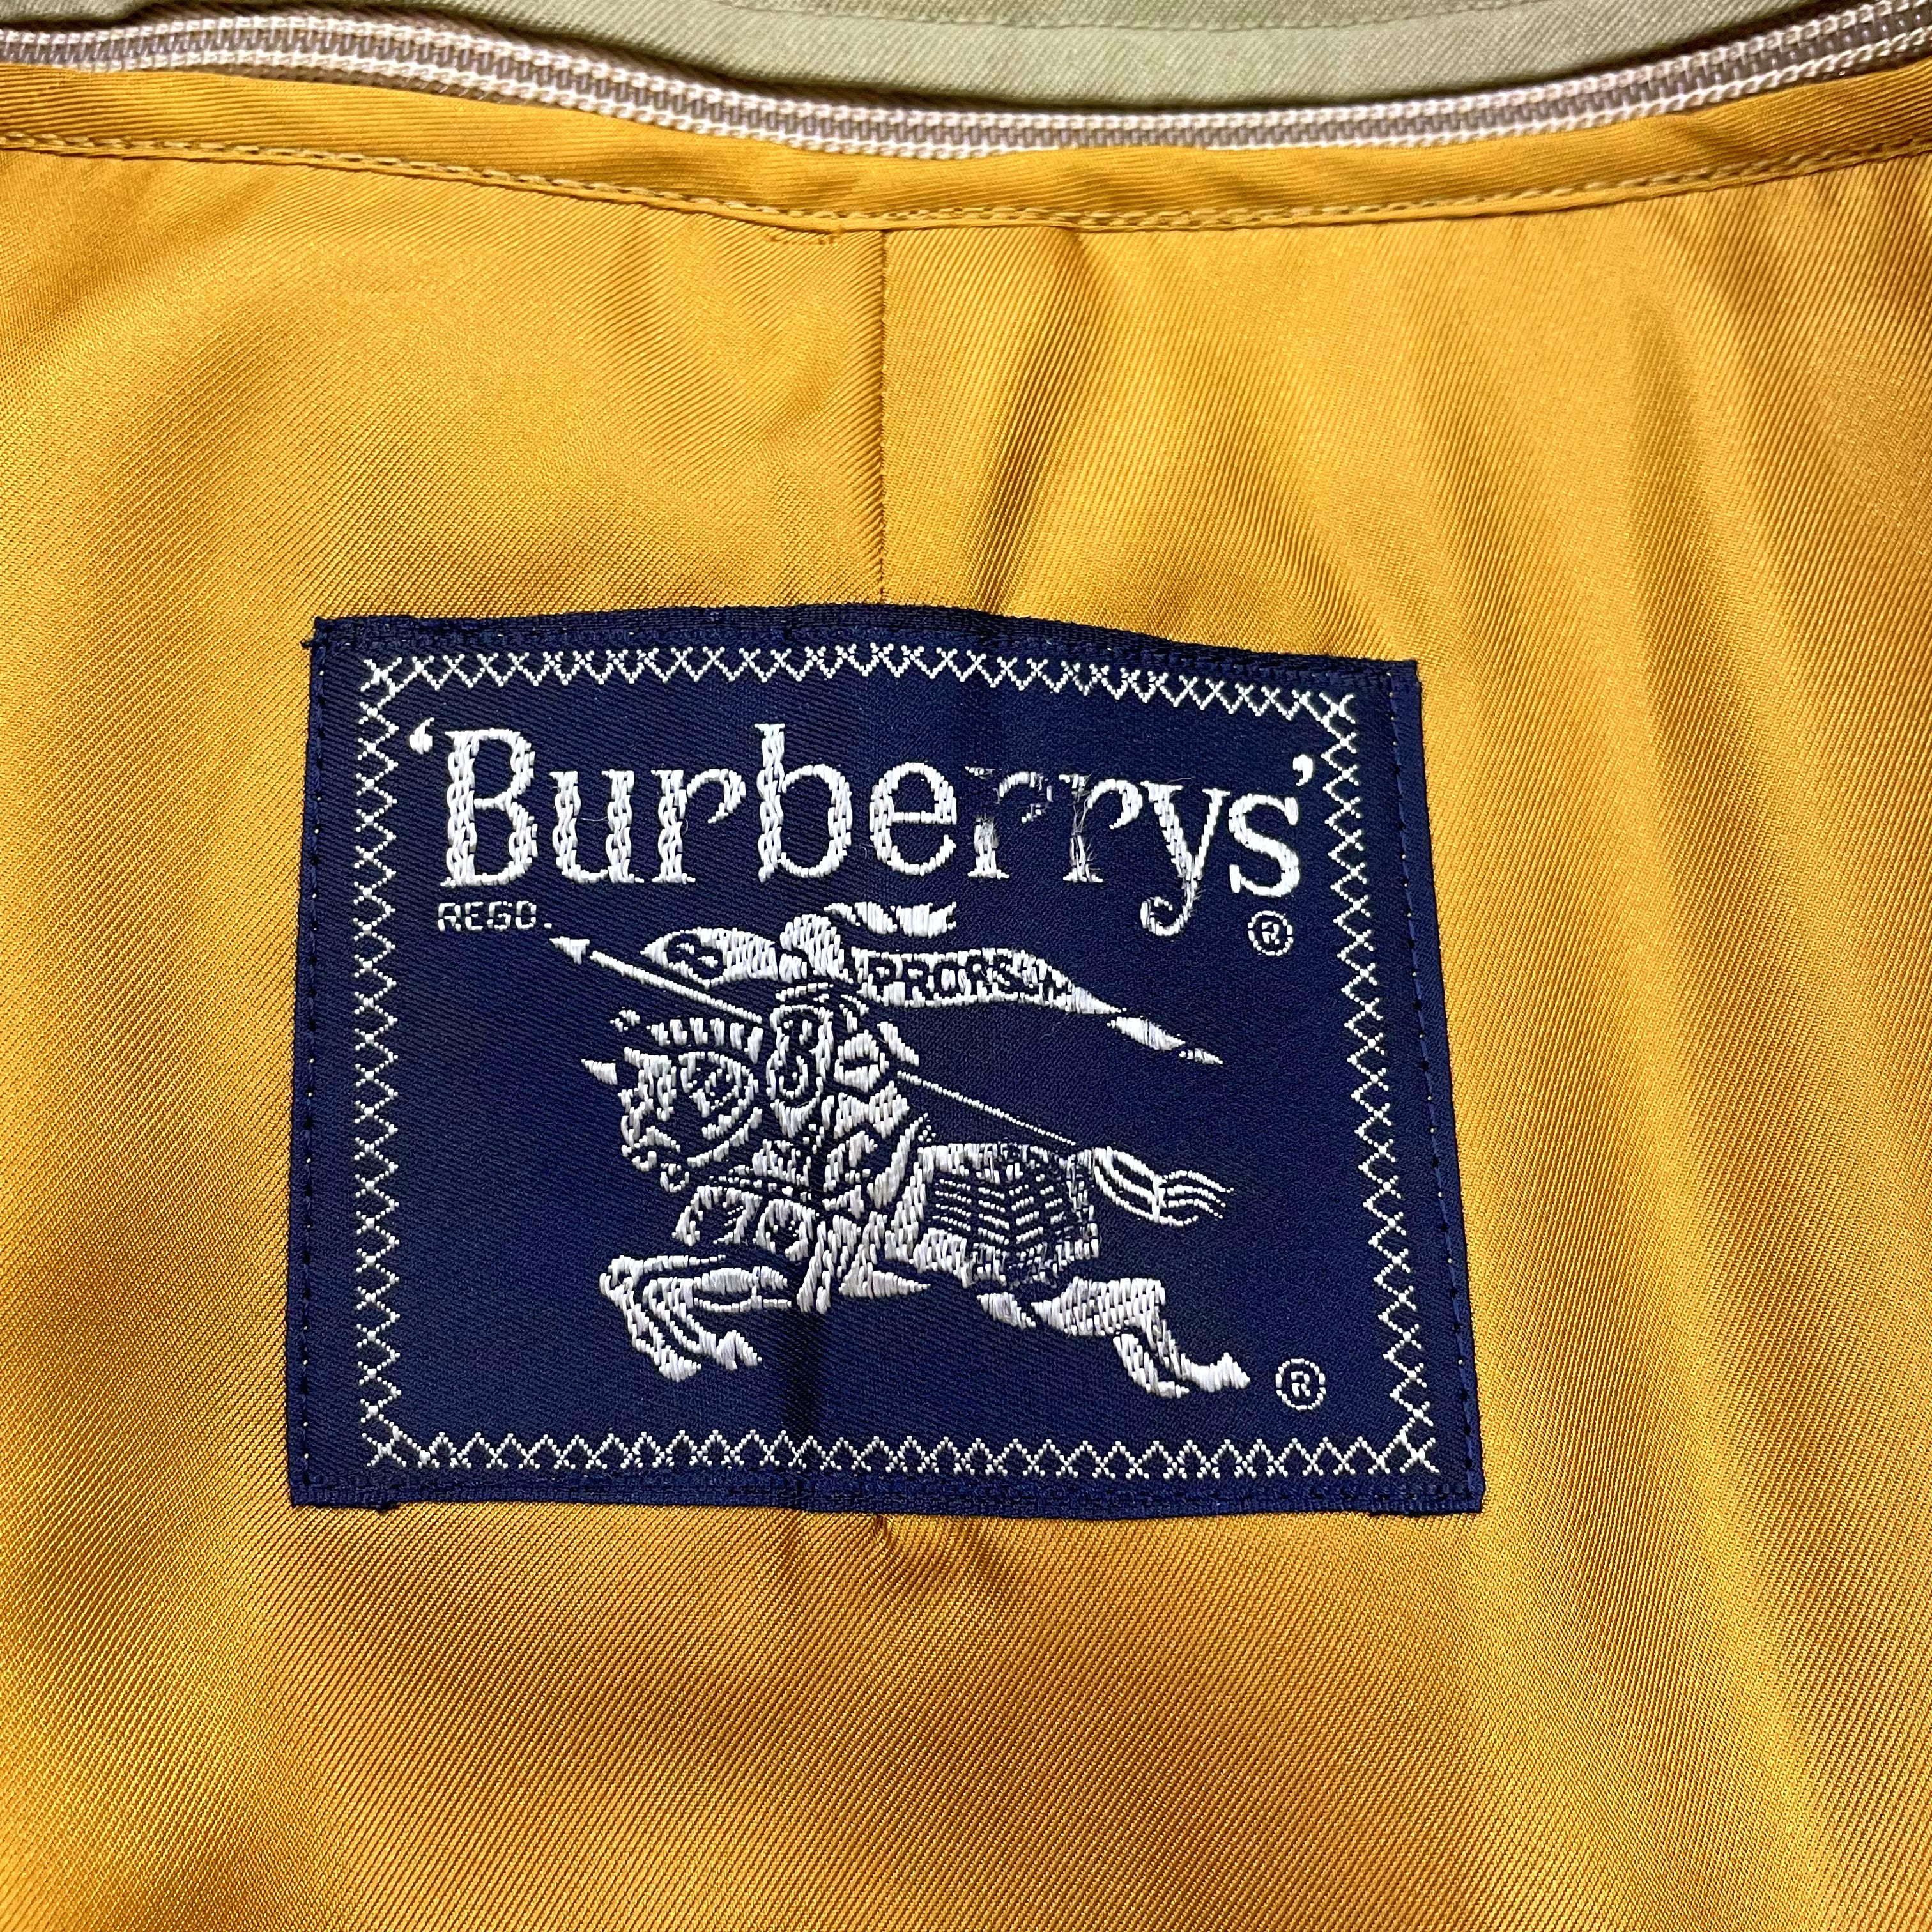 'Burberrys'
REGD. ®
PRORSUM
®